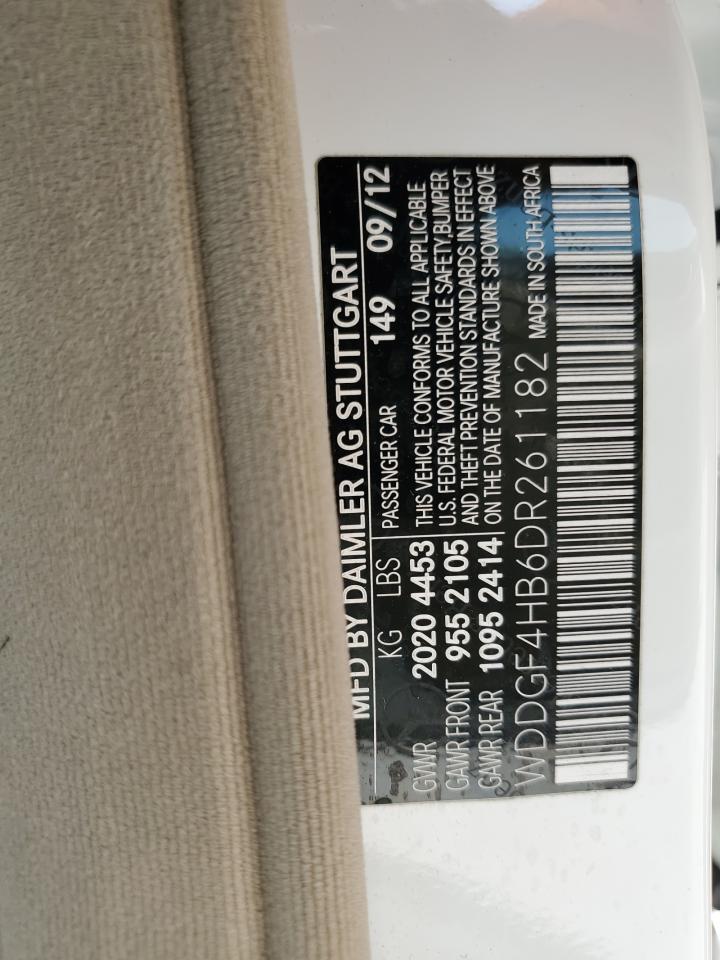 MFD BY DAIMLER AG STUTTGART
KG LBS PASSENGER CAR 149 09/12
GVWR 2020 4453 THIS VEHICLE CONFORMS TO ALL APPLICABLE
GAWR FRONT 955 2105 U.S. FEDERAL MOTOR VEHICLE SAFETY,BUMPER
GAWR REAR 1095 2414 AND THEFT PREVENTION STANDARDS IN EFFECT
ON THE DATE OF MANUFACTURE SHOWN ABOVE
WDDGF4HB6DR261182 MADE IN SOUTH AFRICA